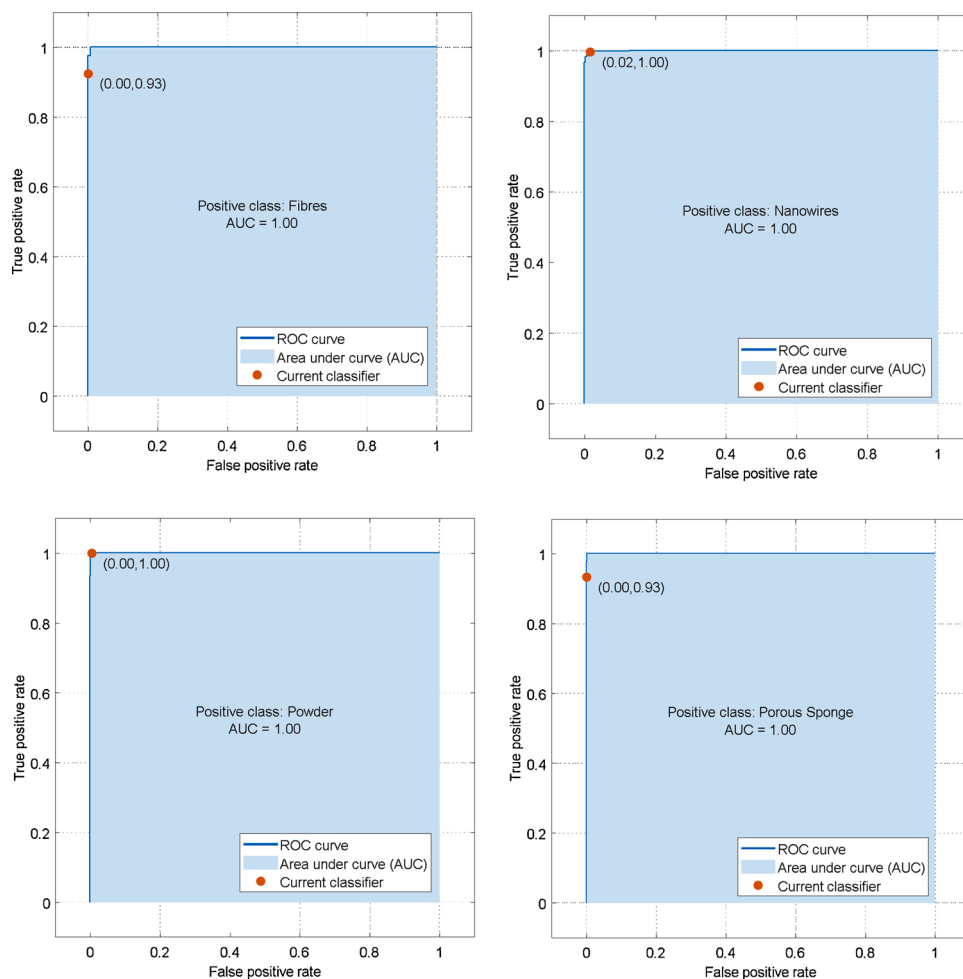 1
0.8
0.6
0.4
0.2
0
True positive rate
(0.00,0.93)
Positive class: Fibres
AUC = 1.00
ROC curve
Area under curve (AUC)
Current classifier
0 0.2 0.4 0.6 0.8 1
False positive rate
1
0.8
0.6
0.4
0.2
0
True positive rate
(0.02,1.00)
Positive class: Nanowires
AUC = 1.00
ROC curve
Area under curve (AUC)
Current classifier
0 0.2 0.4 0.6 0.8 1
False positive rate
1
0.8
0.6
0.4
0.2
0
True positive rate
(0.00,1.00)
Positive class: Powder
AUC = 1.00
ROC curve
Area under curve (AUC)
Current classifier
0 0.2 0.4 0.6 0.8 1
False positive rate
1
0.8
0.6
0.4
0.2
0
True positive rate
(0.00,0.93)
Positive class: Porous Sponge
AUC = 1.00
ROC curve
Area under curve (AUC)
Current classifier
0 0.2 0.4 0.6 0.8 1
False positive rate